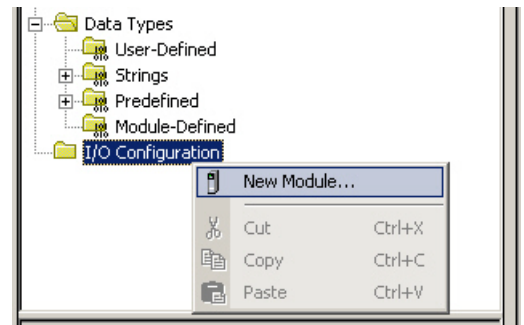 Data Types
User-Defined
Strings
Predefined
Module-Defined
I/O Configuration
New Module...
Cut Ctrl+X
Copy Ctrl+C
Paste Ctrl+V